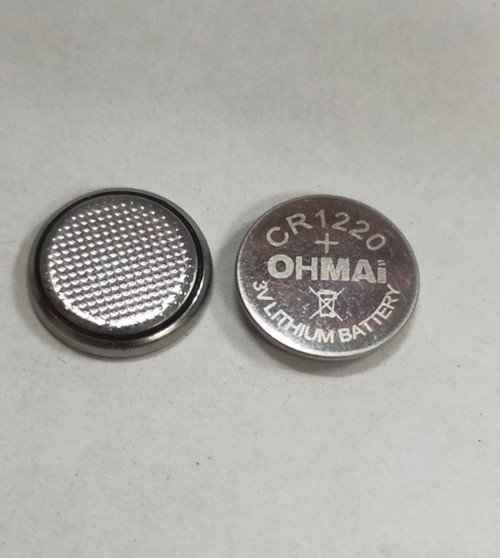 CR1220
+
OHMAi
3V LITHIUM BATTERY